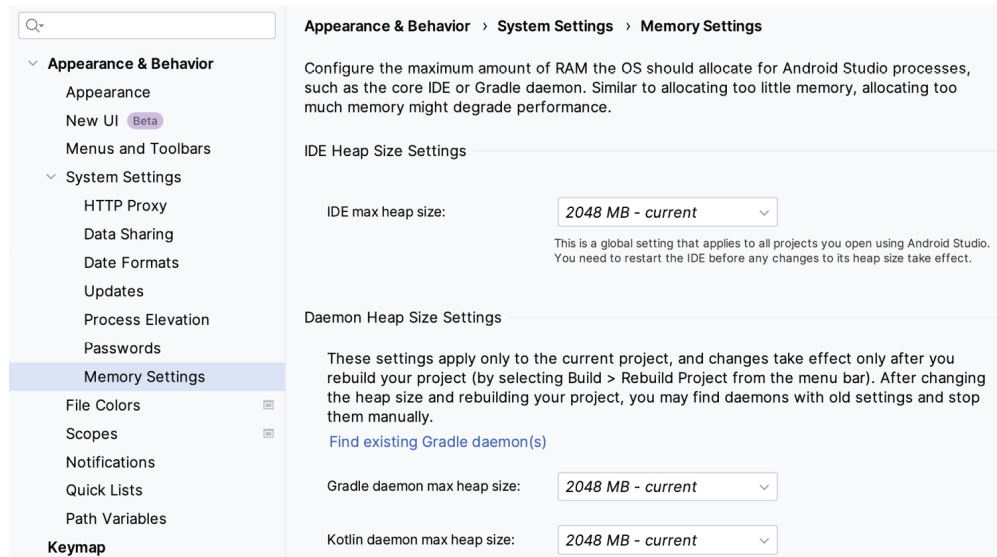 Appearance & Behavior
Appearance
New UI Beta
Menus and Toolbars
System Settings
HTTP Proxy
Data Sharing
Date Formats
Updates
Process Elevation
Passwords
Memory Settings
File Colors
Scopes
Notifications
Quick Lists
Path Variables
Keymap
Appearance & Behavior › System Settings › Memory Settings
Configure the maximum amount of RAM the OS should allocate for Android Studio processes,
such as the core IDE or Gradle daemon. Similar to allocating too little memory, allocating too
much memory might degrade performance.
IDE Heap Size Settings
IDE max heap size: 2048 MB - current
This is a global setting that applies to all projects you open using Android Studio.
You need to restart the IDE before any changes to its heap size take effect.
Daemon Heap Size Settings
These settings apply only to the current project, and changes take effect only after you
rebuild your project (by selecting Build > Rebuild Project from the menu bar). After changing
the heap size and rebuilding your project, you may find daemons with old settings and stop
them manually.
Find existing Gradle daemon(s)
Gradle daemon max heap size: 2048 MB - current
Kotlin daemon max heap size: 2048 MB - current